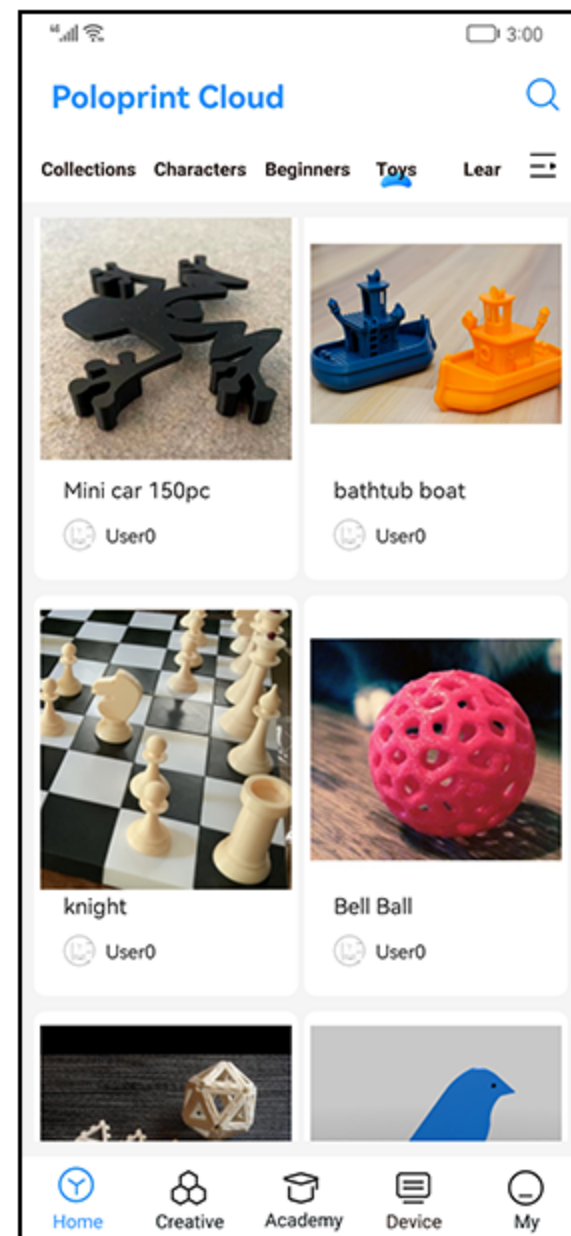 3:00
Poloprint Cloud
Collections Characters Beginners Toys Lear
Mini car 150pc
User0
bathtub boat
User0
knight
User0
Bell Ball
User0
Home Creative Academy Device My